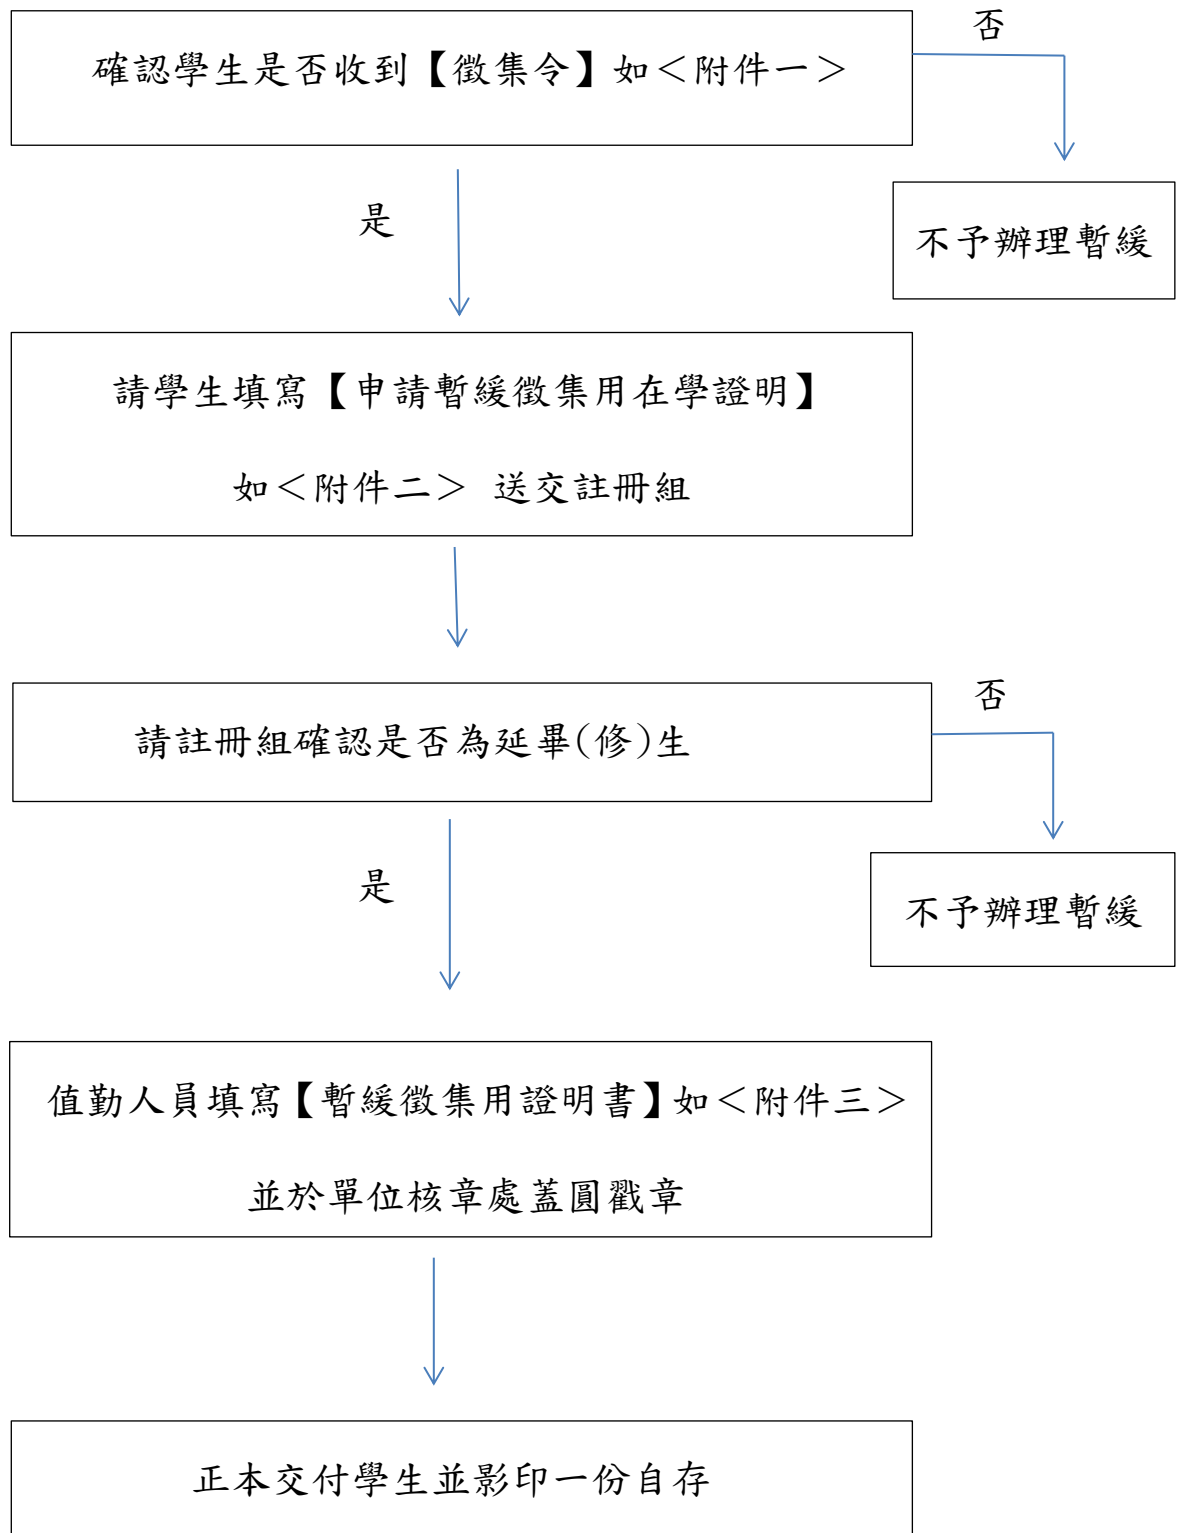 否
確認學生是否收到【徵集令】如＜附件一＞
是
不予辦理暫緩
請學生填寫【申請暫緩徵集用在學證明】
如＜附件二＞ 送交註冊組
否
請註冊組確認是否為延畢(修)生
是
不予辦理暫緩
值勤人員填寫【暫緩徵集用證明書】如＜附件三＞
並於單位核章處蓋圓戳章
正本交付學生並影印一份自存